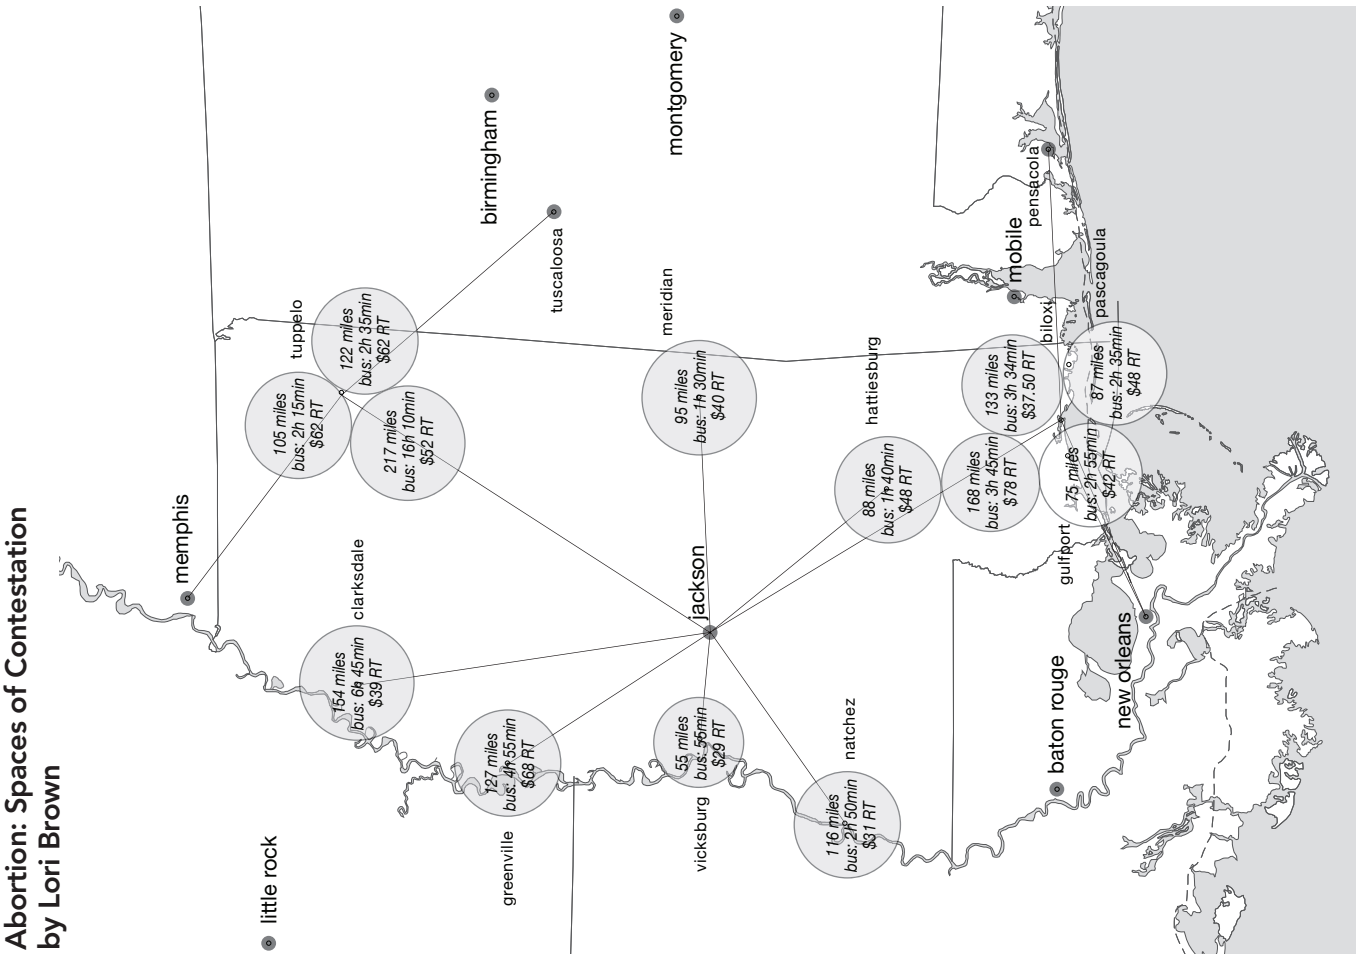 Abortion: Spaces of Contestation
by Lori Brown
little rock
memphis
birmingham
montgomery
tuscaloosa
tuppelo
105 miles
bus: 2h 15min
$62 RT
122 miles
bus: 2h 35min
$62 RT
217 miles
bus: 16h 10min
$52 RT
clarksdale
154 miles
bus: 6h 45min
$39 RT
greenville
127 miles
bus: 4h 55min
$68 RT
vicksburg
55 miles
bus: 55min
$29 RT
jackson
meridian
95 miles
bus: 1h 30min
$40 RT
natchez
116 miles
bus: 2h 50min
$31 RT
hattiesburg
88 miles
bus: 1h 40min
$48 RT
168 miles
bus: 3h 45min
$78 RT
133 miles
bus: 3h 34min
$37.50 RT
mobile
pensacola
biloxi
pascagoula
87 miles
bus: 2h 35min
$48 RT
gulfport
75 miles
bus: 2h 55min
$42 RT
baton rouge
new orleans